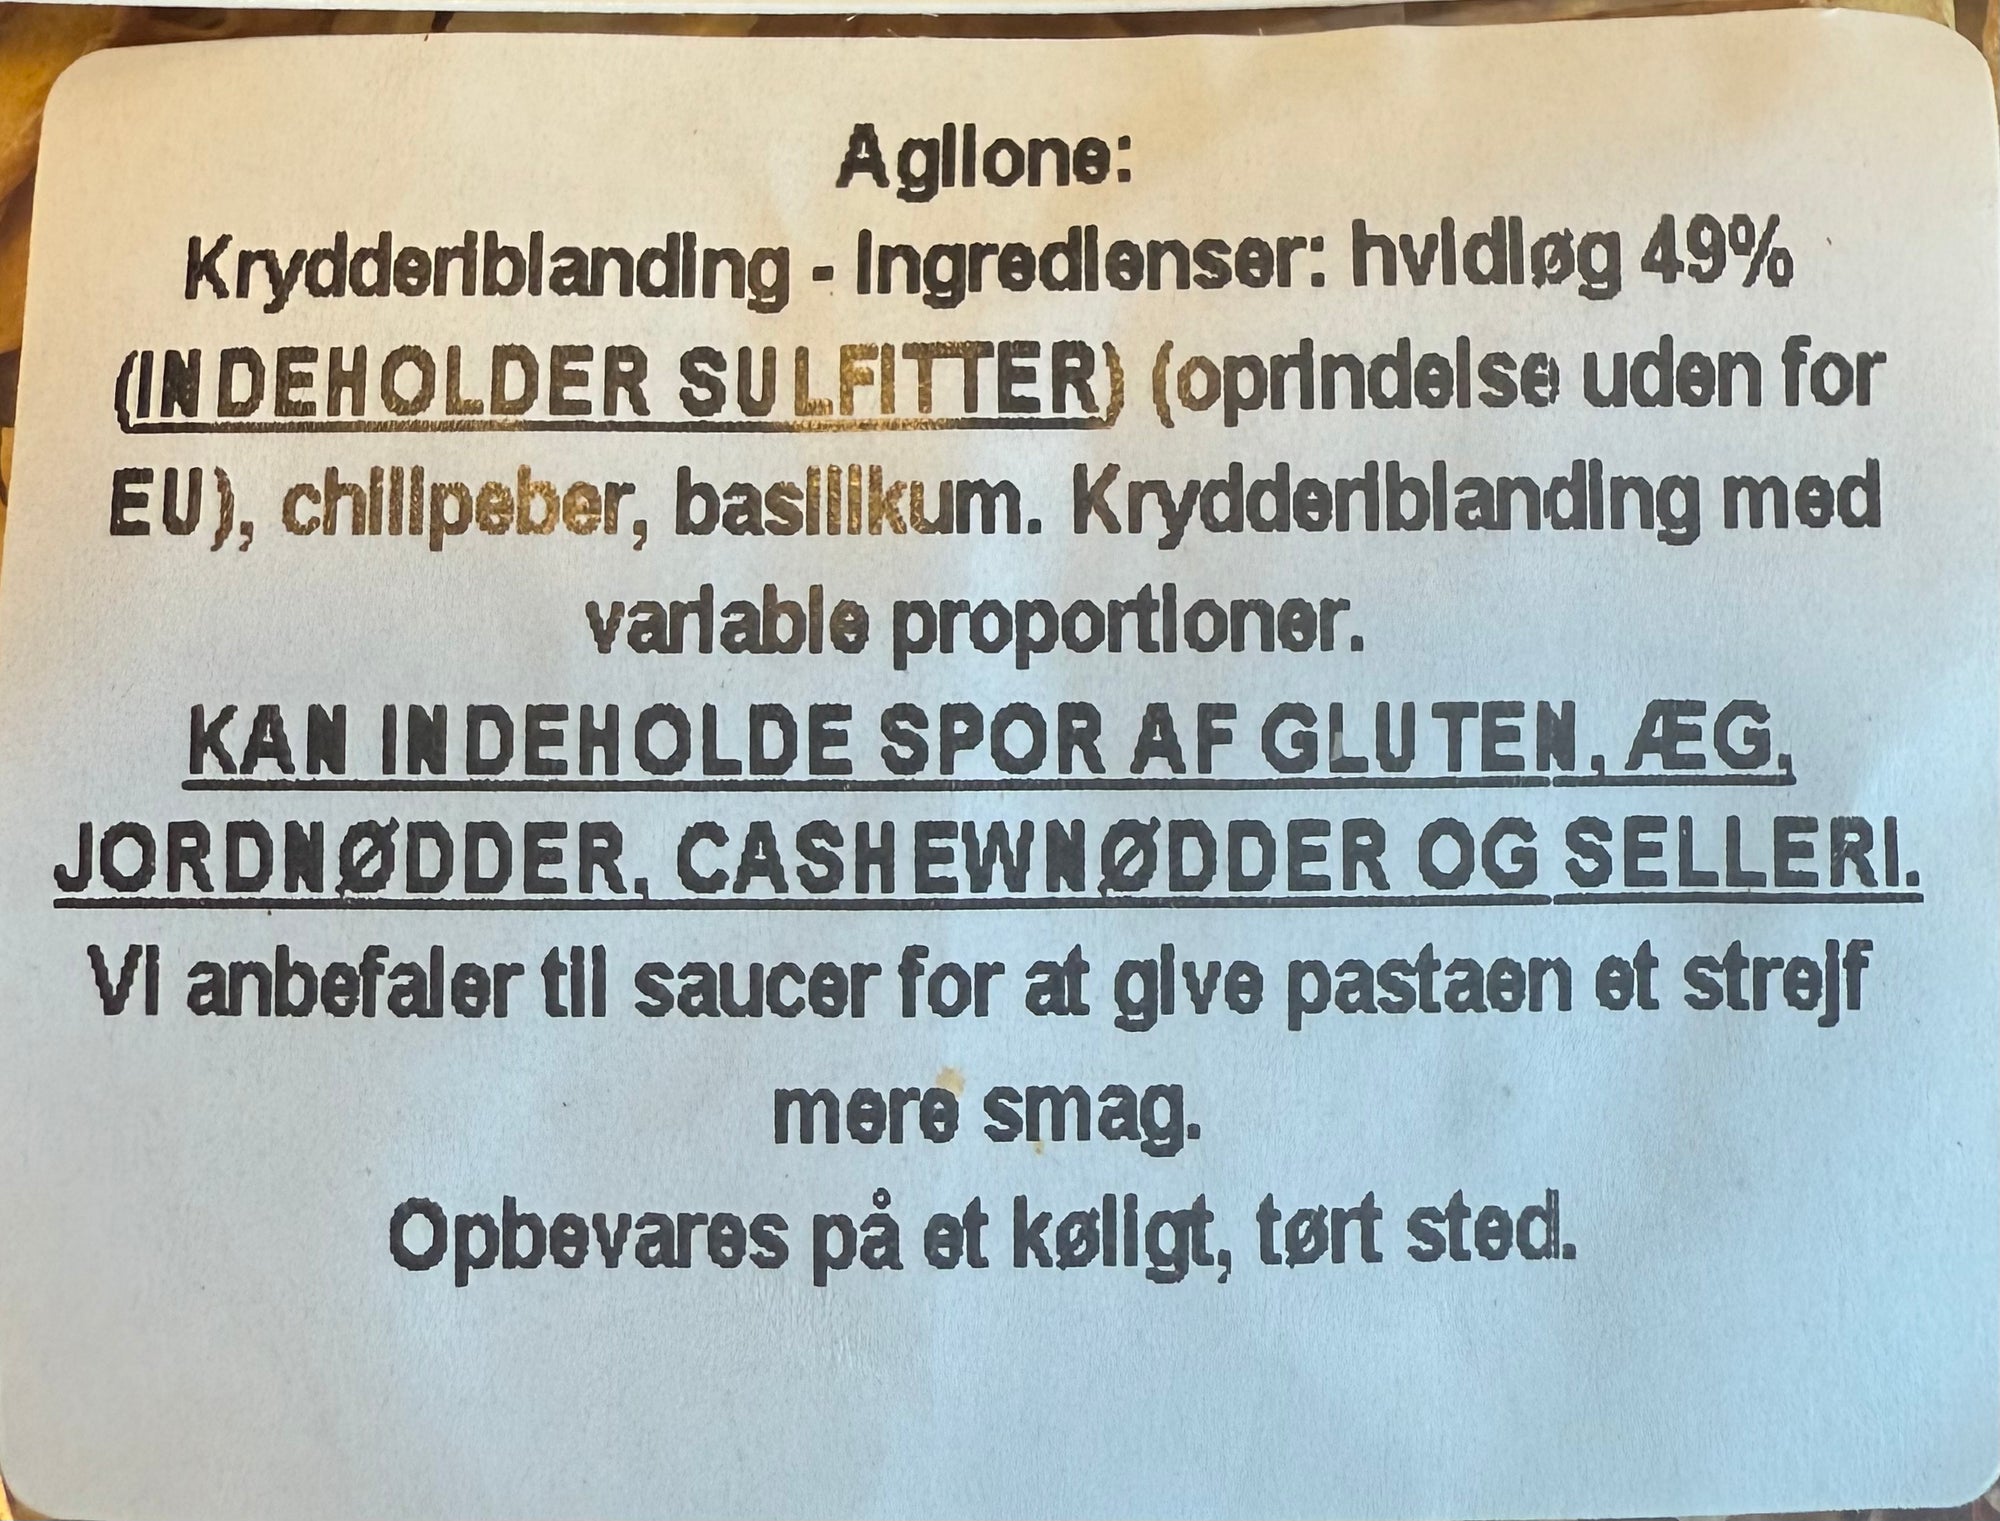 Aglione:
Krydderiblanding - Ingredienser: hvidløg 49%
(INDEHOLDER SULFITTER) (oprindelse uden for
EU), chilipeber, basilikum. Krydderiblanding med
variable proportioner.
KAN INDEHOLDE SPOR AF GLUTEN, ÆG,
JORDNØDDER, CASHEWNØDDER OG SELLERI.
Vi anbefaler til saucer for at give pastaen et strejf
mere smag.
Opbevares på et køligt, tørt sted.